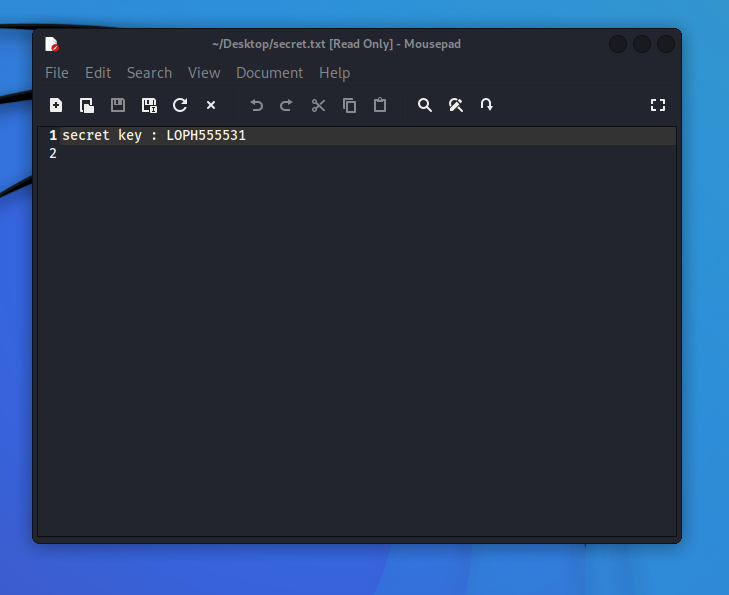 ~/Desktop/secret.txt [Read Only] - Mousepad
File Edit Search View Document Help
1 secret key : LOPH555531
2